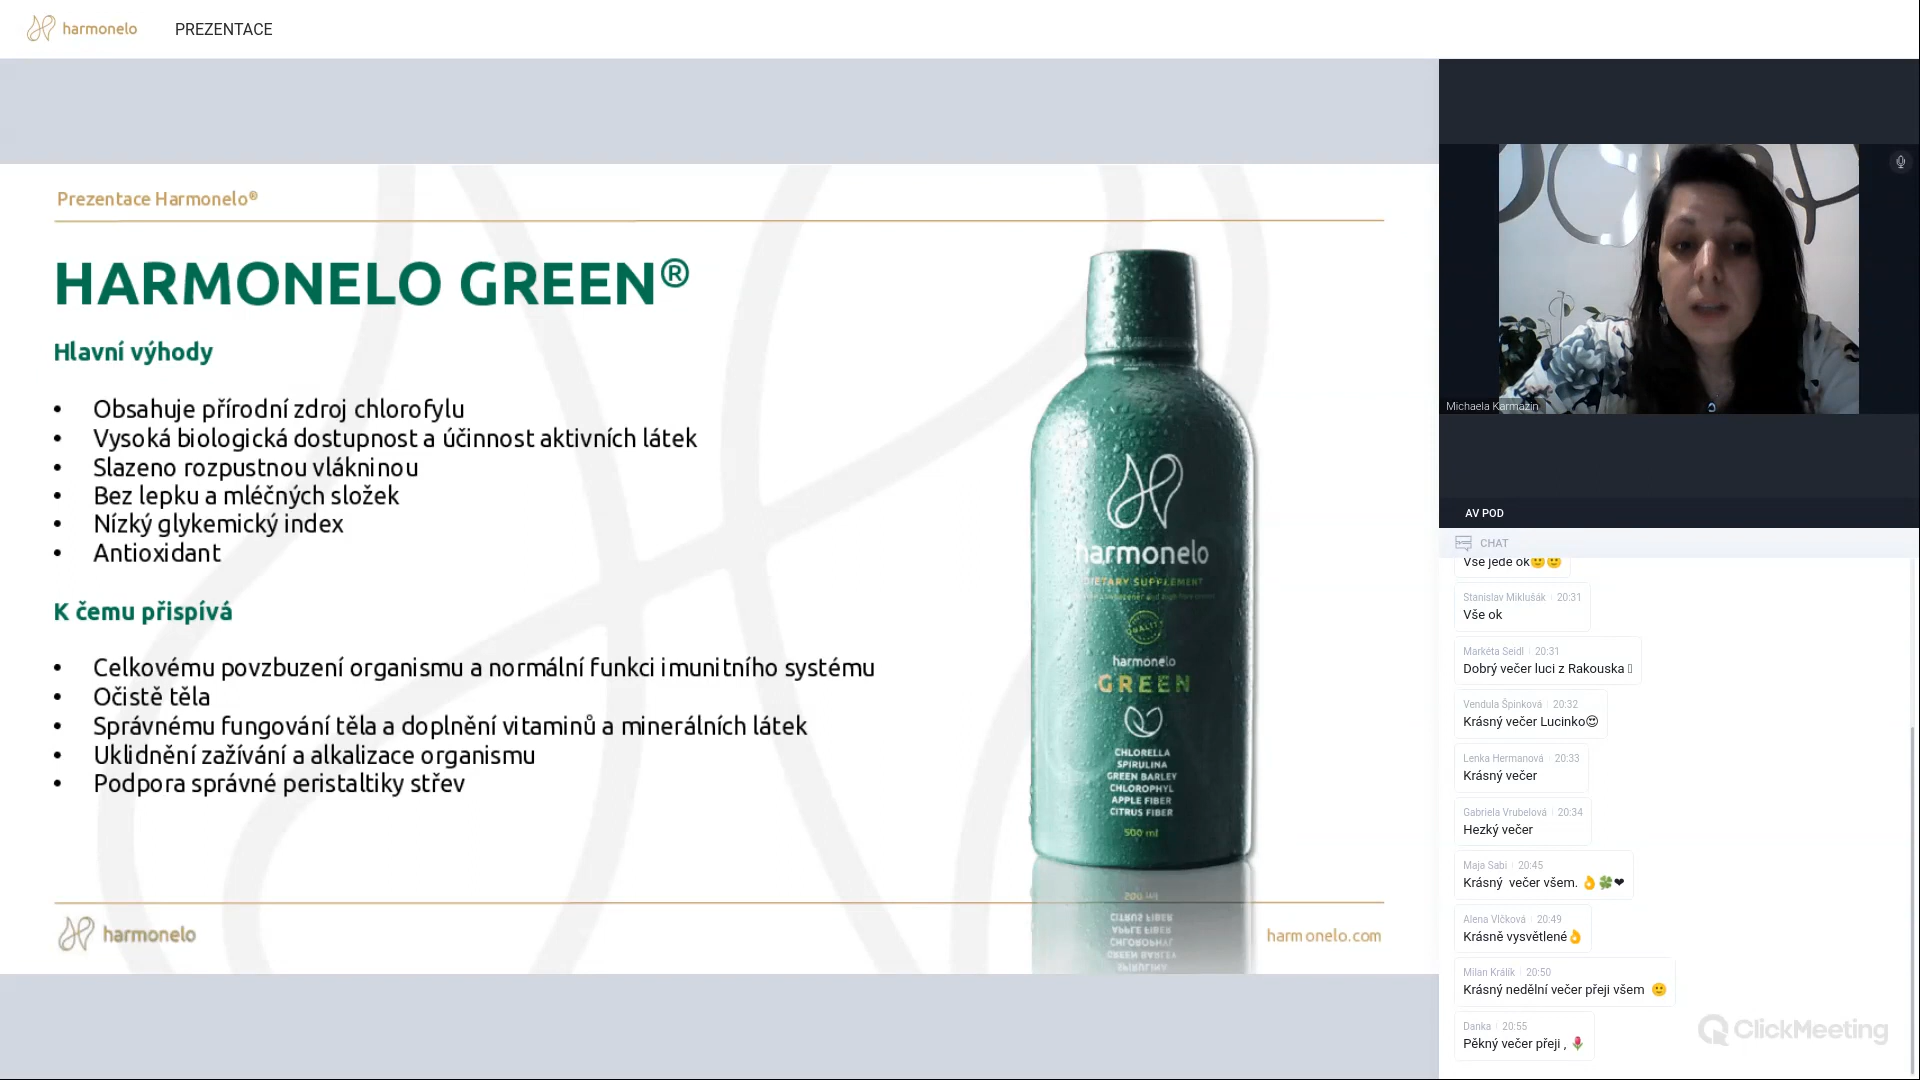 harmonelo
PREZENTACE
Prezentace Harmonelo®
HARMONELO GREEN®
Hlavní výhody
• Obsahuje přírodní zdroj chlorofylu
• Vysoká biologická dostupnost a účinnost aktivních látek
• Slazeno rozpustnou vlákninou
• Bez lepku a mléčných složek
• Nízký glykemický index
• Antioxidant
K čemu přispívá
• Celkovému povzbuzení organismu a normální funkci imunitního systému
• Očistě těla
• Správnému fungování těla a doplnění vitaminů a minerálních látek
• Uklidnění zažívání a alkalizace organismu
• Podpora správné peristaltiky střev
harmonelo
DIETARY SUPPLEMENT
QUALITY
harmonelo
GREEN
CHLORELLA
SPIRULINA
GREEN BARLEY
CHLOROPHYL
APPLE FIBER
CITRUS FIBER
500 ml
harmonelo
harmonelo.com
Michaela Karmazín
AV POD
CHAT
Vše jede ok🙂🙂
Stanislav Miklušák 20:31
Vše ok
Markéta Seidl 20:31
Dobrý večer luci z Rakouska
Vendula Špinková 20:32
Krásný večer Lucinko😍
Lenka Hermanová 20:33
Krásný večer
Gabriela Vrubelová 20:34
Hezký večer
Maja Sabi 20:45
Krásný večer všem. 👌🍀❤
Alena Vlčková 20:49
Krásně vysvětlené👌
Milan Králík 20:50
Krásný nedělní večer přeji všem 🙂
Danka 20:55
Pěkný večer přeji , 🌷
ClickMeeting